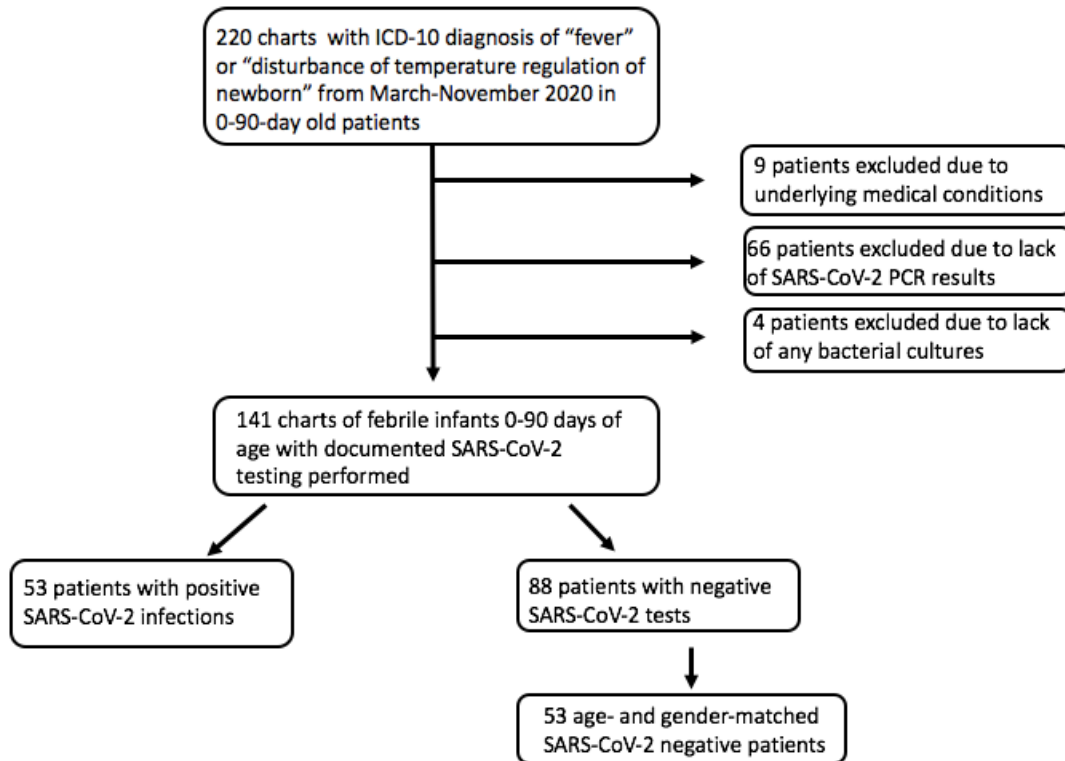 220 charts with ICD-10 diagnosis of “fever”
or “disturbance of temperature regulation of
newborn” from March-November 2020 in
0-90-day old patients
9 patients excluded due to
underlying medical conditions
66 patients excluded due to lack
of SARS-CoV-2 PCR results
4 patients excluded due to lack
of any bacterial cultures
141 charts of febrile infants 0-90 days of
age with documented SARS-CoV-2
testing performed
53 patients with positive
SARS-CoV-2 infections
88 patients with negative
SARS-CoV-2 tests
53 age- and gender-matched
SARS-CoV-2 negative patients